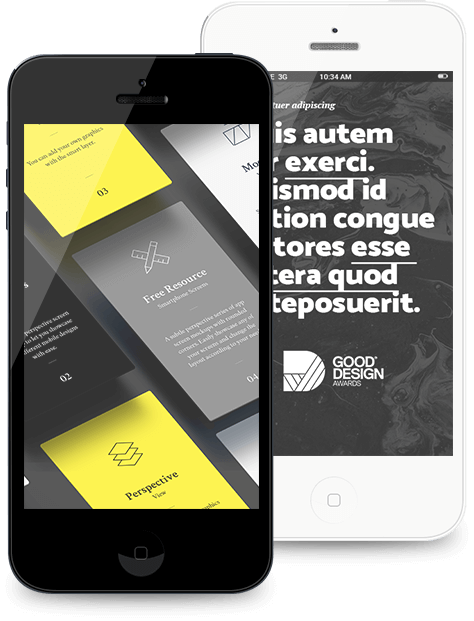 You can add your own graphics
with the smart layer.
03
Free Resource
Smartphone Screens
A subtle perspective series of app
screen mockups with rounded
corners. Easily showcase any of
your screens and change the
layout according to your
04
perspective screen
to let you showcase
different mobile designs
with ease.
02
Perspective
View
graphics
3G
10:34 AM
tuer adipiscing
is autem
r exerci.
ismod id
tion congue
tores esse
tera quod
teposuerit.
GOOD
DESIGN
AWARDS